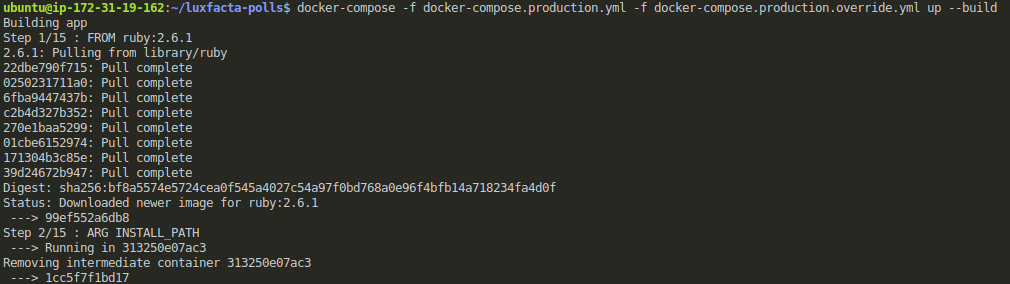 ubuntu@ip-172-31-19-162:~/luxfacta-polls$ docker-compose -f docker-compose.production.yml -f docker-compose.production.override.yml up --build
Building app
Step 1/15 : FROM ruby:2.6.1
2.6.1: Pulling from library/ruby
22dbe790f715: Pull complete
0250231711a0: Pull complete
6fba9447437b: Pull complete
c2b4d327b352: Pull complete
270e1baa5299: Pull complete
01cbe6152974: Pull complete
171304b3c85e: Pull complete
39d24672b947: Pull complete
Digest: sha256:bf8a5574e5724cea0f545a4027c54a97f0bd768a0e96f4bfb14a718234fa4d0f
Status: Downloaded newer image for ruby:2.6.1
 ---> 99ef552a6db8
Step 2/15 : ARG INSTALL_PATH
 ---> Running in 313250e07ac3
Removing intermediate container 313250e07ac3
 ---> 1cc5f7f1bd17